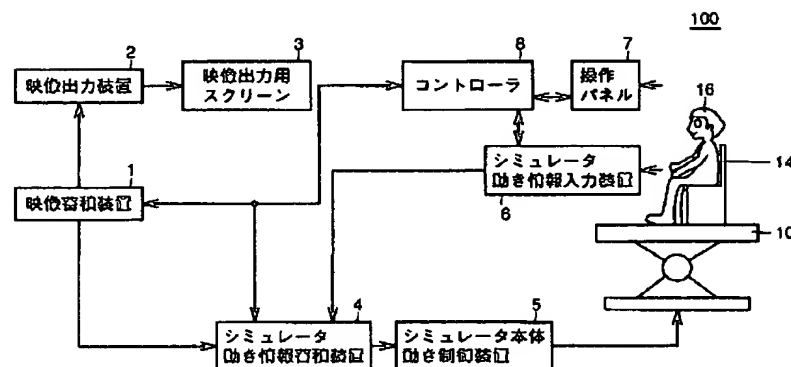 100
2
映像出力装置
3
映像出力用
スクリーン
8
コントローラ
7
操作
パネル
16
14
10
シミュレータ
動き情報入力装置
6
1
映像蓄積装置
4
シミュレータ
動き情報蓄積装置
5
シミュレータ本体
動き制御装置